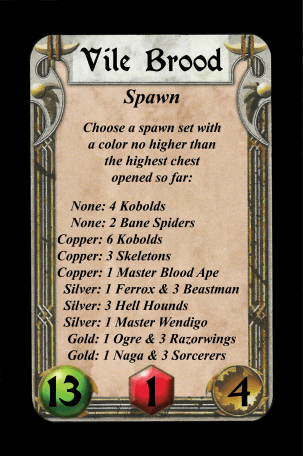 Vile Brood
Spawn
Choose a spawn set with
a color no higher than
the highest chest
opened so far:
None: 4 Kobolds
None: 2 Bane Spiders
Copper: 6 Kobolds
Copper: 3 Skeletons
Copper: 1 Master Blood Ape
Silver: 1 Ferrox & 3 Beastman
Silver: 3 Hell Hounds
Silver: 1 Master Wendigo
Gold: 1 Ogre & 3 Razorwings
Gold: 1 Naga & 3 Sorcerers
13 1 4